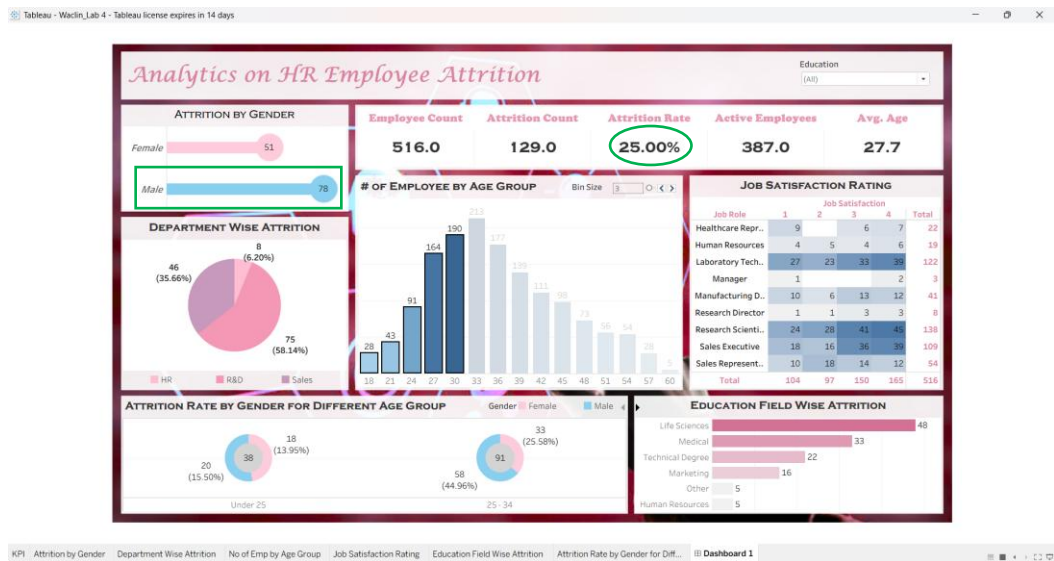 Tableau - Waclin_Lab 4 - Tableau license expires in 14 days
Analytics on HR Employee Attrition
Education
(All)
ATTRITION BY GENDER
Female 51
Male 78
Employee Count Attrition Count Attrition Rate Active Employees Avg. Age
516.0 129.0 25.00% 387.0 27.7
DEPARTMENT WISE ATTRITION
8
(6.20%)
46
(35.66%)
75
(58.14%)
HR R&D Sales
# OF EMPLOYEE BY AGE GROUP Bin Size 3
213
190
177
164
139
111
98
91
73
56 54
43
28 28
5
18 21 24 27 30 33 36 39 42 45 48 51 54 57 60
JOB SATISFACTION RATING
Job Satisfaction
Job Role 1 2 3 4 Total
Healthcare Repr.. 9 6 7 22
Human Resources 4 5 4 6 19
Laboratory Tech.. 27 23 33 39 122
Manager 1 2 3
Manufacturing D.. 10 6 13 12 41
Research Director 1 1 3 3 8
Research Scienti.. 24 28 41 45 138
Sales Executive 18 16 36 39 109
Sales Represent.. 10 18 14 12 54
Total 104 97 150 165 516
ATTRITION RATE BY GENDER FOR DIFFERENT AGE GROUP Gender Female Male
18
(13.95%)
38
20
(15.50%)
Under 25
33
(25.58%)
91
58
(44.96%)
25 - 34
EDUCATION FIELD WISE ATTRITION
Life Sciences 48
Medical 33
Technical Degree 22
Marketing 16
Other 5
Human Resources 5
KPI Attrition by Gender Department Wise Attrition No of Emp by Age Group Job Satisfaction Rating Education Field Wise Attrition Attrition Rate by Gender for Diff... Dashboard 1